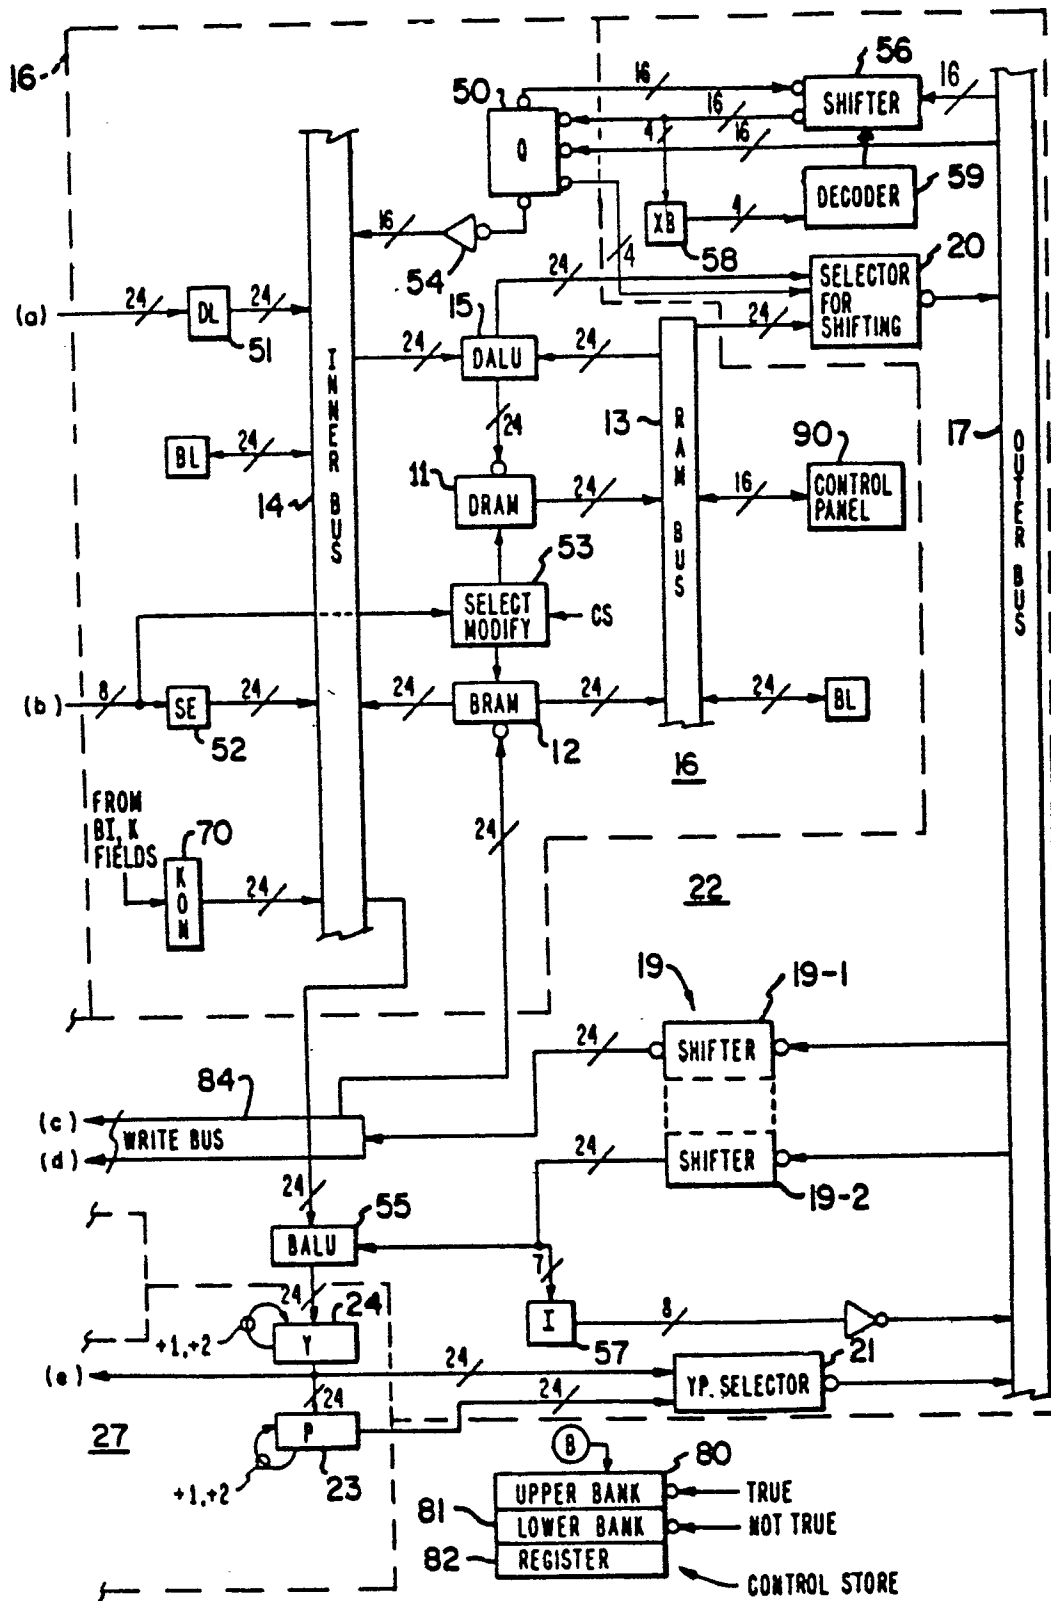 16
50
16
56
SHIFTER
16
Q
16
4
16
DECODER
59
XB
4
58
16
54
4
24
20
SELECTOR
FOR
SHIFTING
(a)
24
DL
24
51
15
24
DALU
24
24
24
INNER BUS
RAM BUS
13
17
OUTER BUS
BL
24
14
11
DRAM
24
90
16
CONTROL
PANEL
53
SELECT
MODIFY
CS
(b)
8
SE
24
52
24
BRAM
24
12
24
BL
16
FROM
BI, K
FIELDS
70
KOM
24
24
22
19
19-1
24
SHIFTER
84
(c)
WRITE BUS
(d)
24
SHIFTER
19-2
24
55
BALU
7
24
24
Y
+1,+2
I
57
8
(e)
24
21
YP. SELECTOR
24
24
P
23
+1,+2
27
B
80
UPPER BANK
TRUE
81
LOWER BANK
NOT TRUE
82
REGISTER
CONTROL STORE